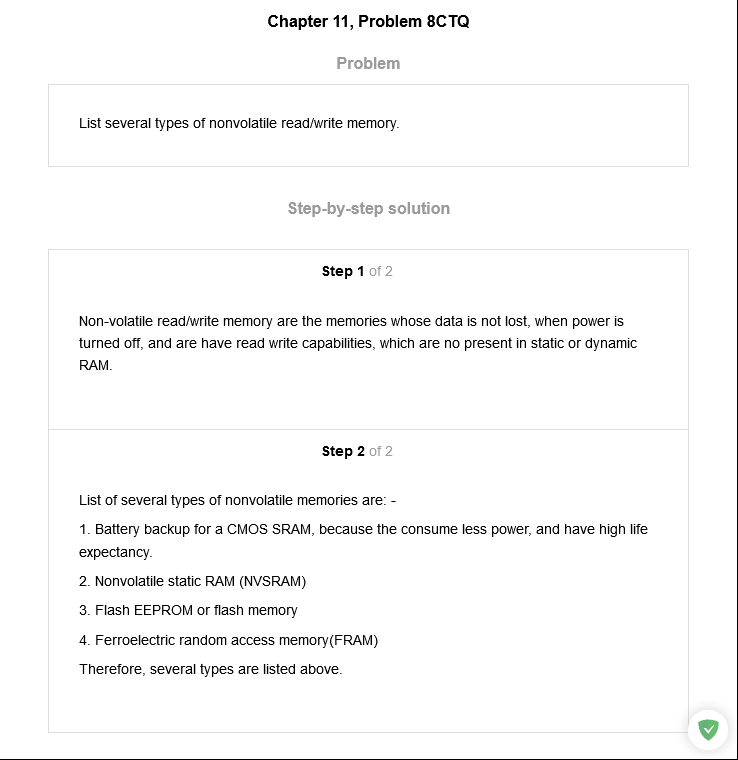 Chapter 11, Problem 8CTQ
Problem
List several types of nonvolatile read/write memory.
Step-by-step solution
Step 1 of 2
Non-volatile read/write memory are the memories whose data is not lost, when power is
turned off, and are have read write capabilities, which are no present in static or dynamic
RAM.
Step 2 of 2
List of several types of nonvolatile memories are: -
1. Battery backup for a CMOS SRAM, because the consume less power, and have high life
expectancy.
2. Nonvolatile static RAM (NVSRAM)
3. Flash EEPROM or flash memory
4. Ferroelectric random access memory(FRAM)
Therefore, several types are listed above.